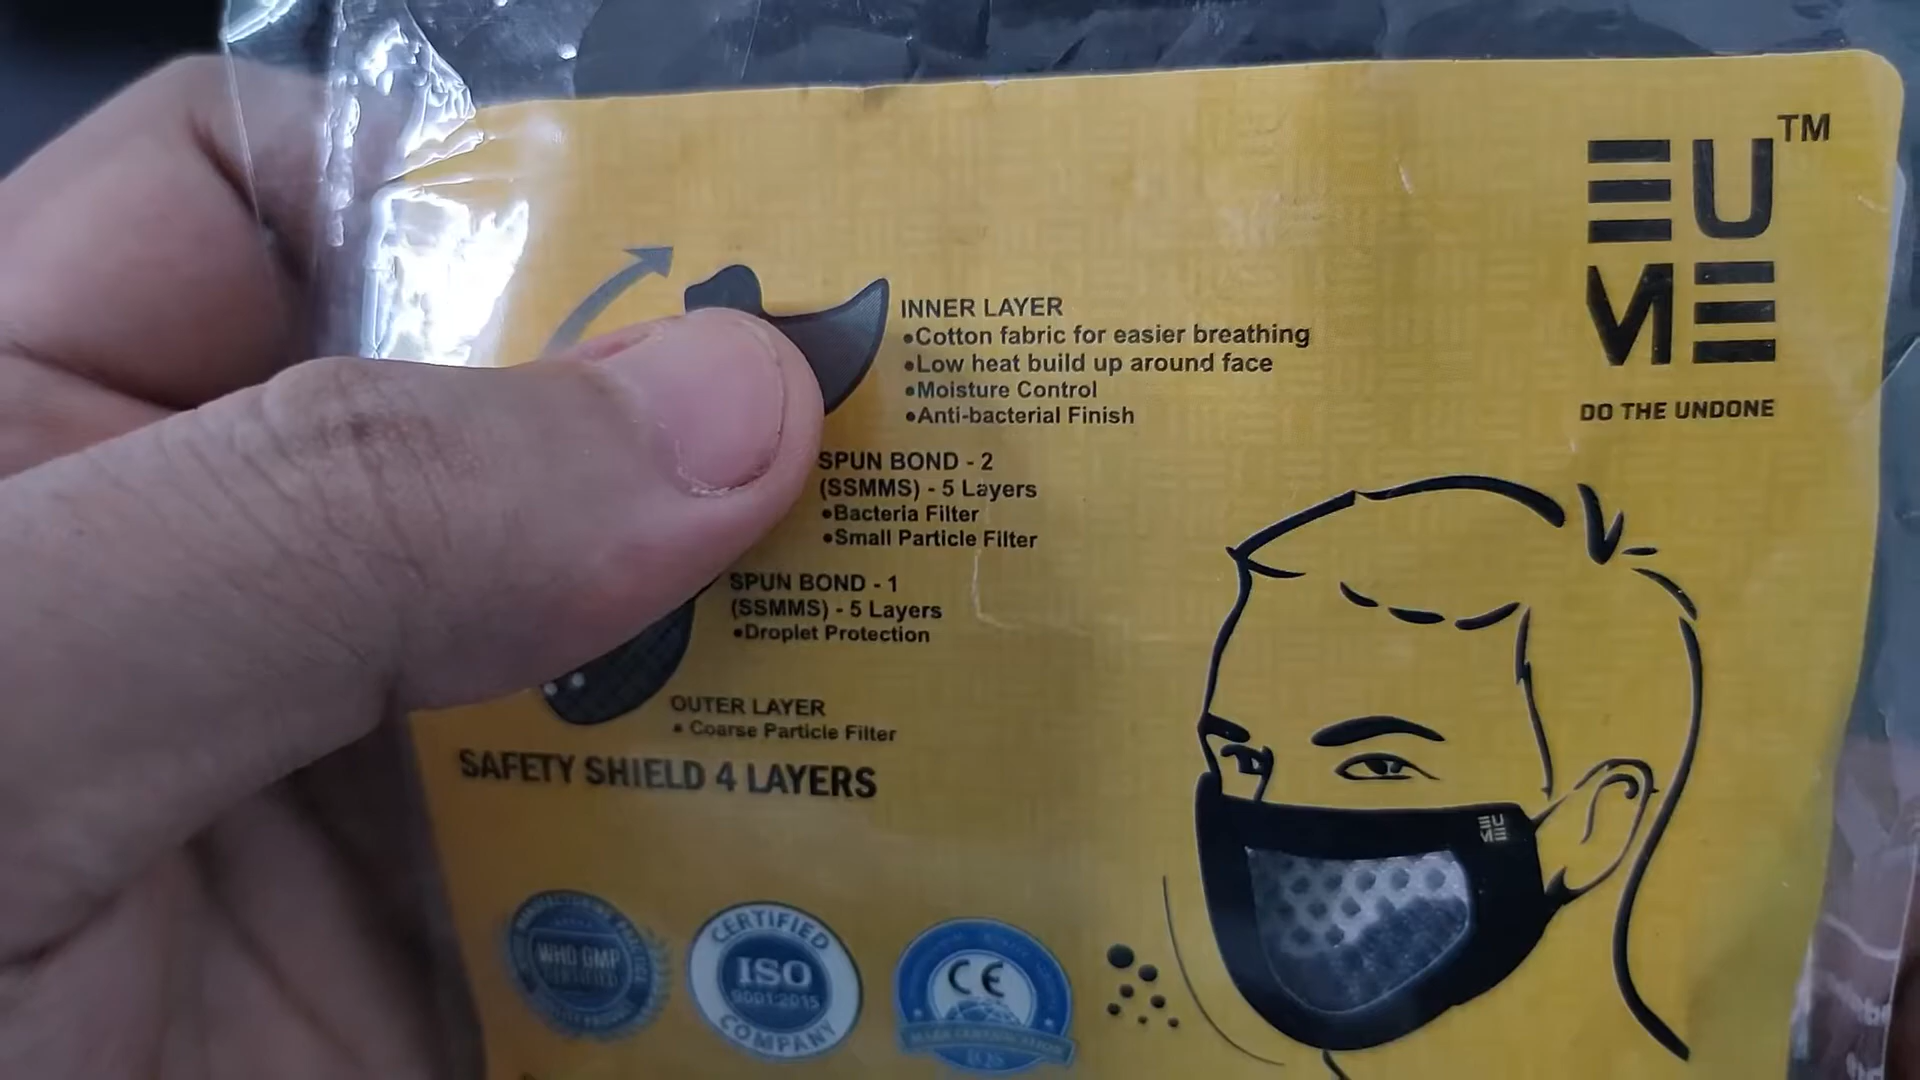 EU
ME
TM
DO THE UNDONE
INNER LAYER
•Cotton fabric for easier breathing
•Low heat build up around face
•Moisture Control
•Anti-bacterial Finish
SPUN BOND - 2
(SSMMS) - 5 Layers
•Bacteria Filter
•Small Particle Filter
SPUN BOND - 1
(SSMMS) - 5 Layers
•Droplet Protection
OUTER LAYER
• Coarse Particle Filter
SAFETY SHIELD 4 LAYERS
EU
ME
WHO GMP
CERTIFIED
ISO
9001:2015
COMPANY
CE